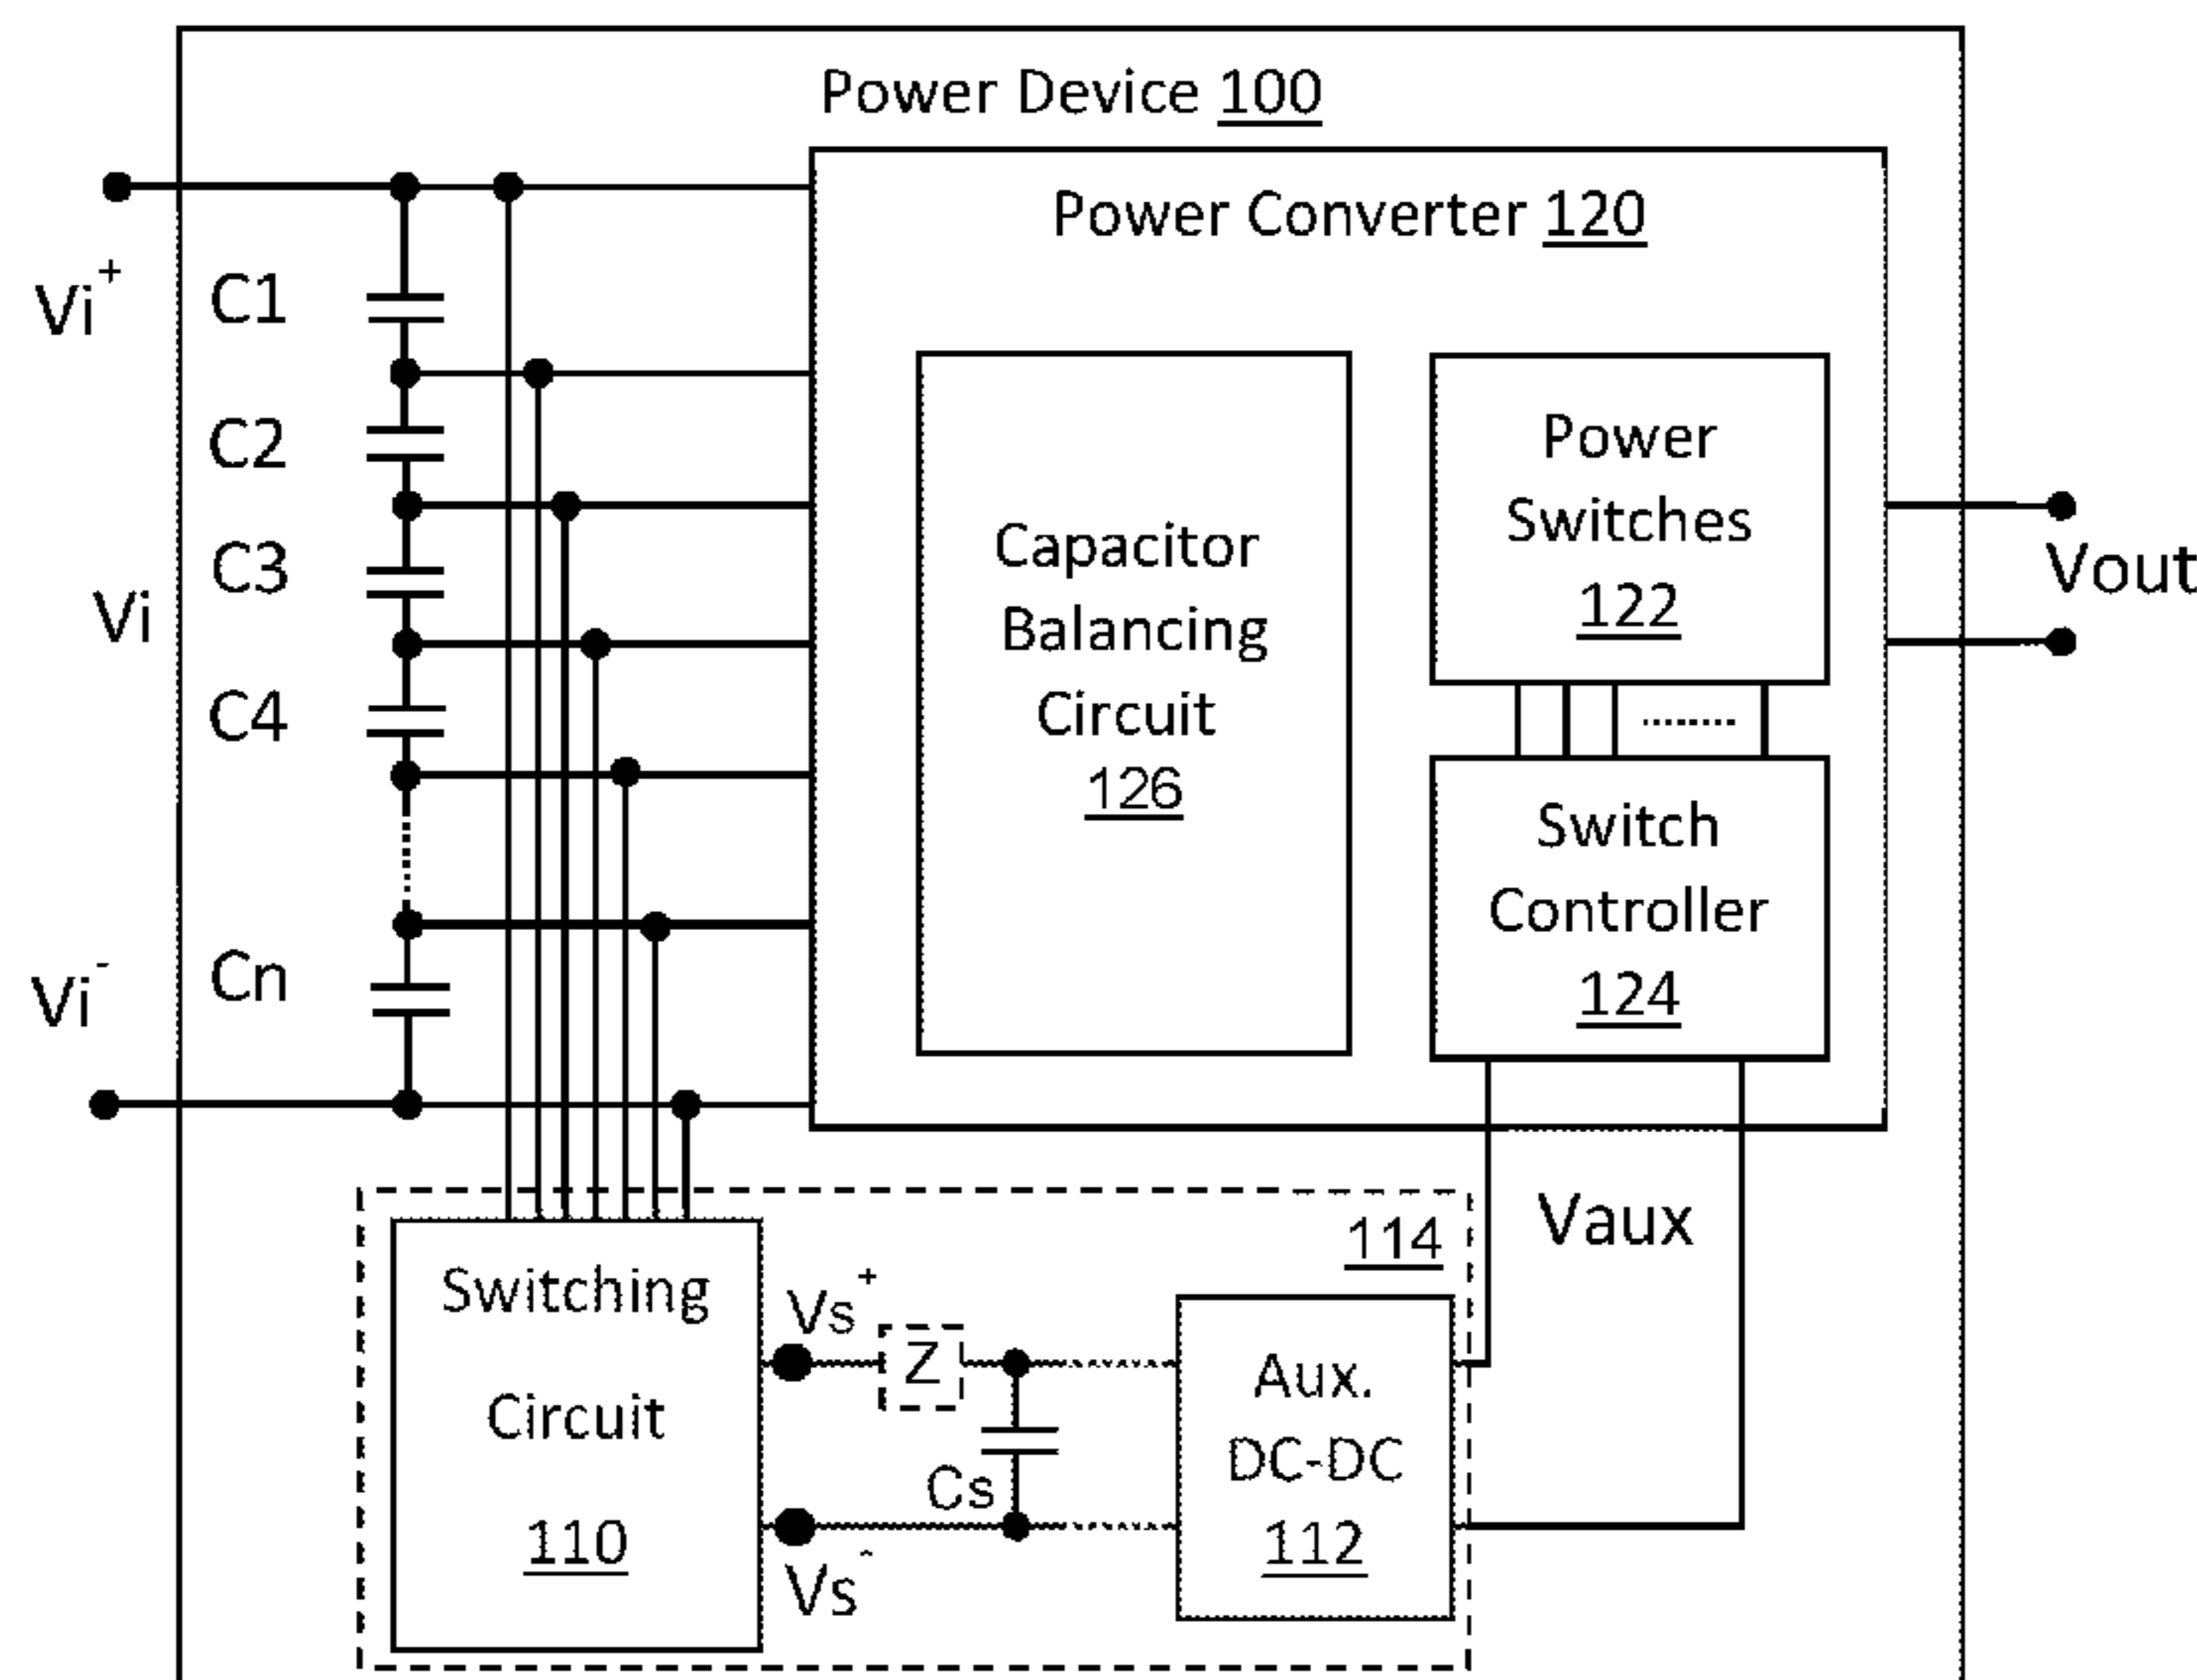 Power Device 100
Power Converter 120
Vi+
C1
C2
C3
Vi
C4
Cn
Vi-
Capacitor
Balancing
Circuit
126
Power
Switches
122
Switch
Controller
124
Vout
Vaux
114
Switching
Circuit
110
Vs+
Z
Cs
Vs-
Aux.
DC-DC
112